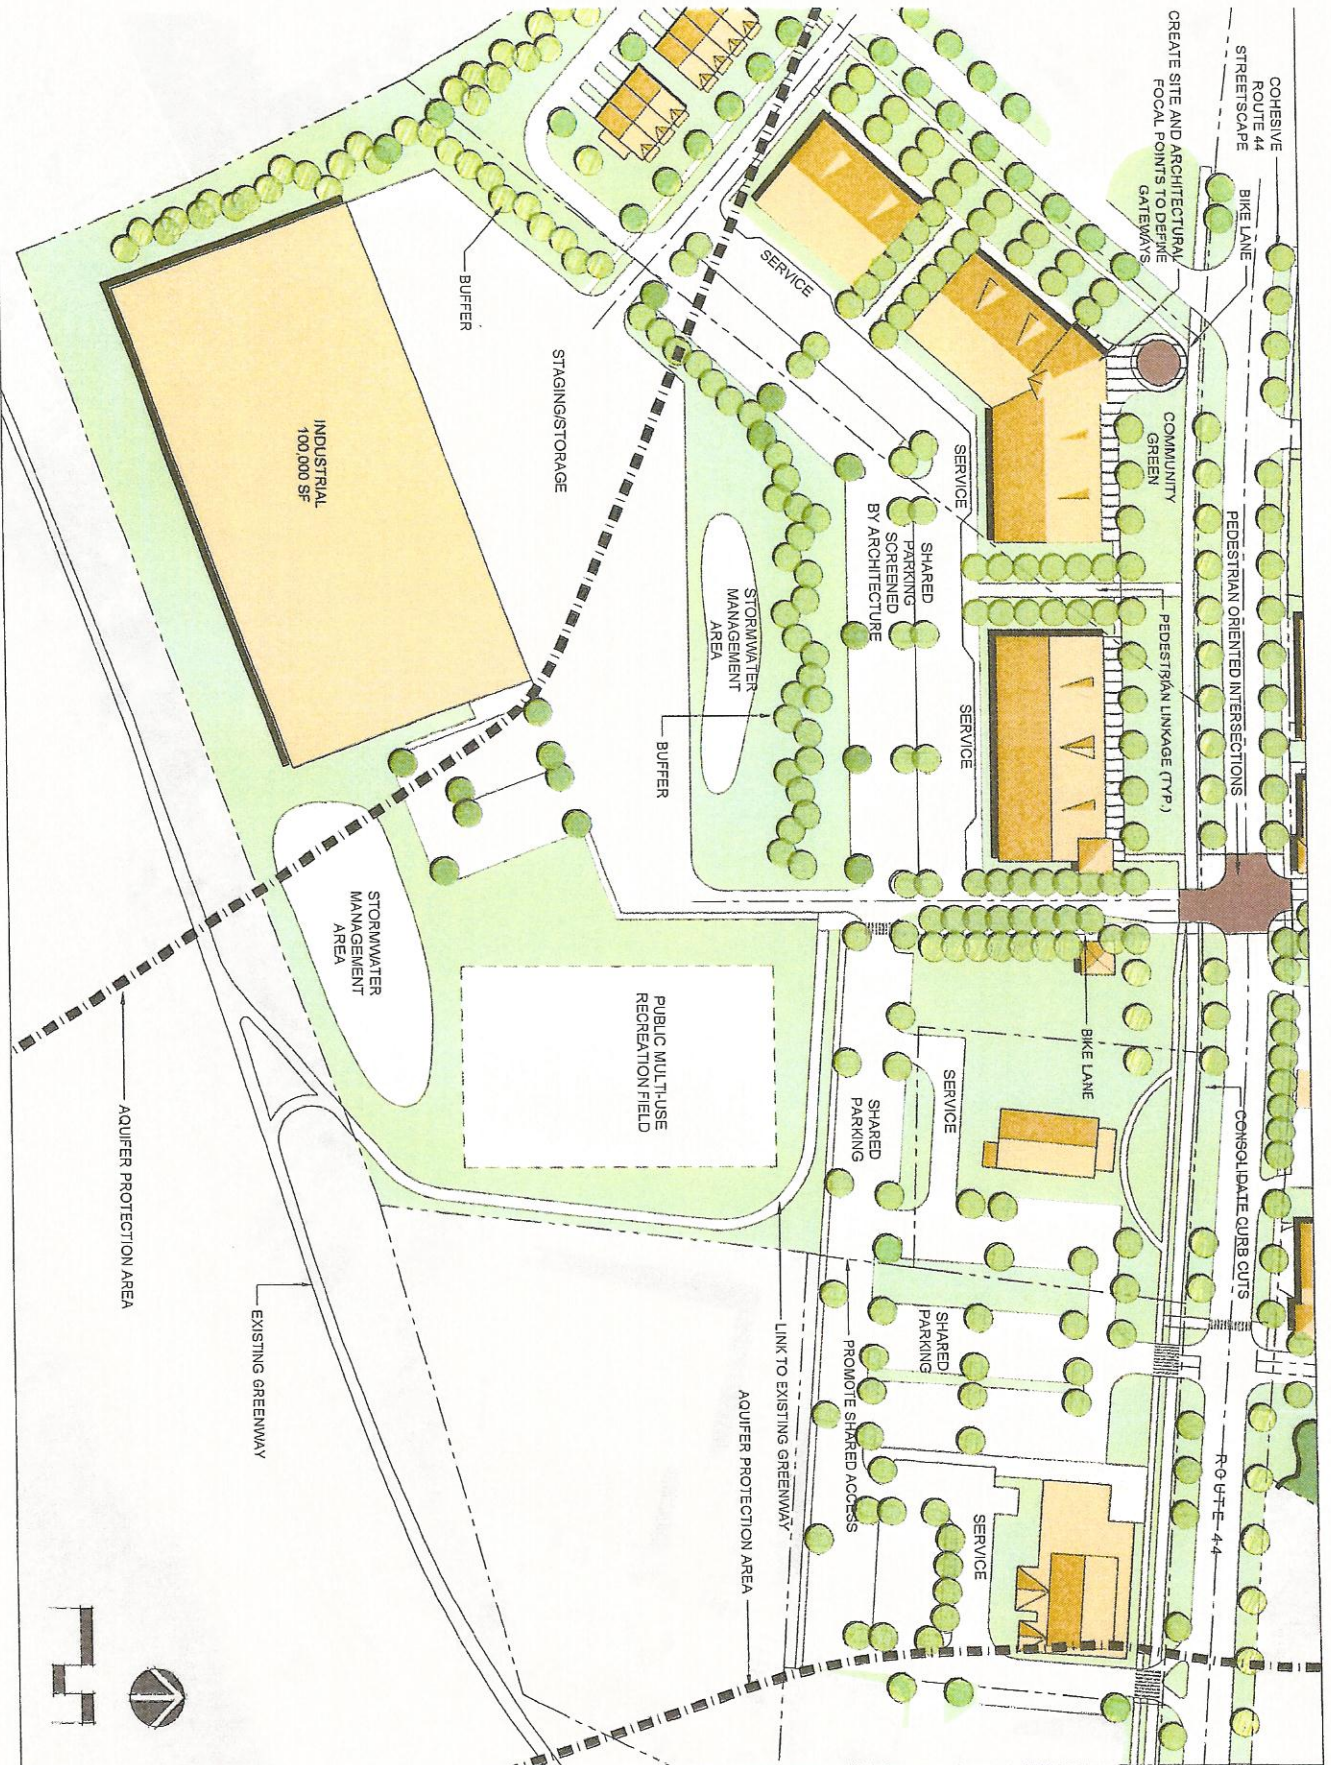 COHESIVE
ROUTE 44
STREETSCAPE
BIKE LANE
CREATE SITE AND ARCHITECTURAL
FOCAL POINTS TO DEFINE
GATEWAYS
COMMUNITY
GREEN
PEDESTRIAN ORIENTED INTERSECTIONS
PEDESTRIAN LINKAGE (TYP.)
CONSOLIDATE CURB CUTS
ROUTE 44
BIKE LANE
SERVICE
SERVICE
SERVICE
SERVICE
SERVICE
SHARED
PARKING
SCREENED
BY ARCHITECTURE
SHARED
PARKING
SHARED
PARKING
PROMOTE SHARED ACCESS
LINK TO EXISTING GREENWAY
AQUIFER PROTECTION AREA
STORMWATER
MANAGEMENT
AREA
BUFFER
PUBLIC MULTI-USE
RECREATION FIELD
STAGING/STORAGE
BUFFER
INDUSTRIAL
100,000 SF
STORMWATER
MANAGEMENT
AREA
EXISTING GREENWAY
AQUIFER PROTECTION AREA